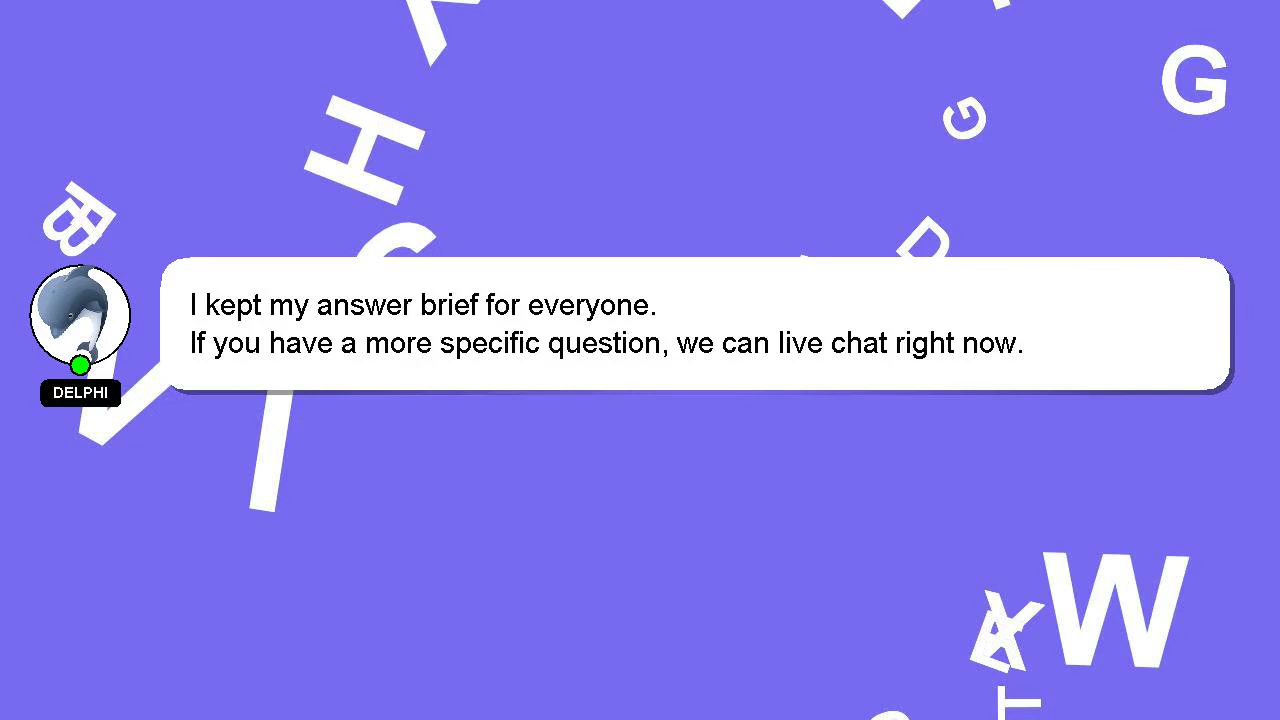 G
H
G
D
I kept my answer brief for everyone.
If you have a more specific question, we can live chat right now.
DELPHI
W
T